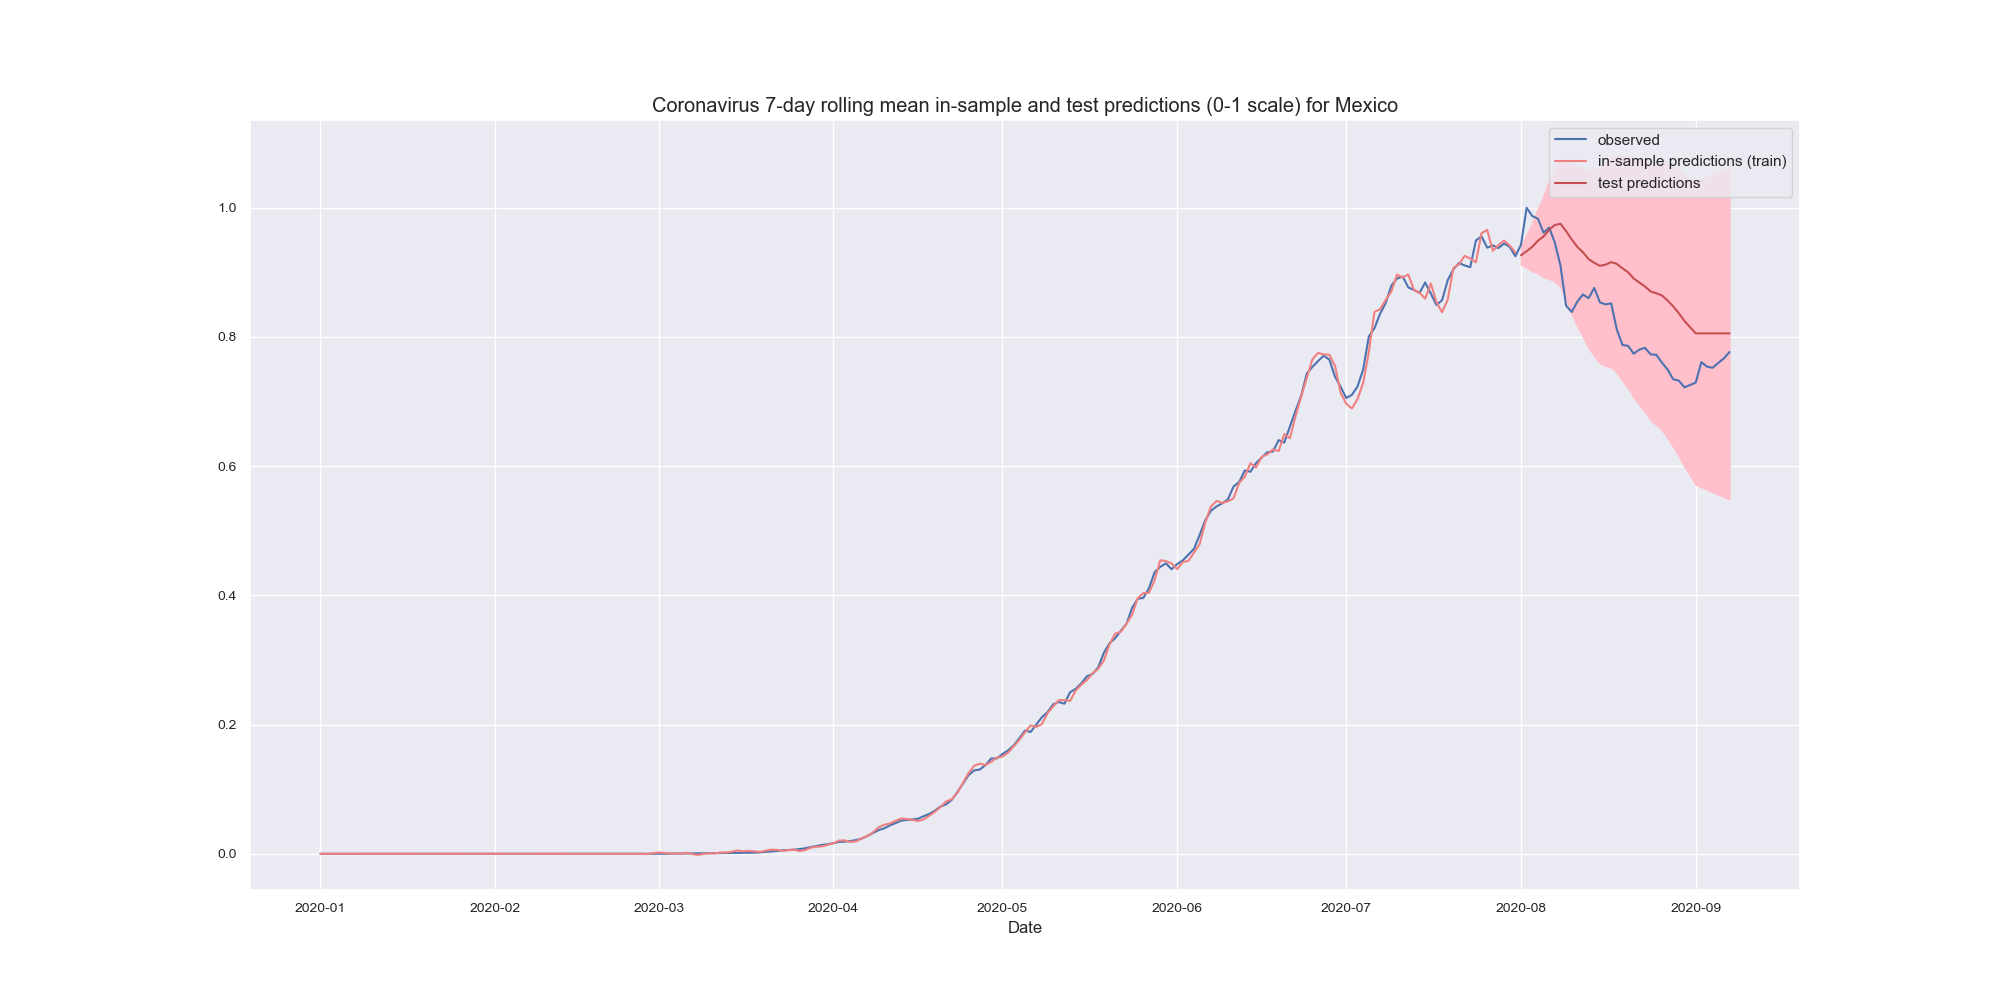 Coronavirus 7-day rolling mean in-sample and test predictions (0-1 scale) for Mexico
observed
in-sample predictions (train)
test predictions
1.0
0.8
0.6
0.4
0.2
0.0
2020-01 2020-02 2020-03 2020-04 2020-05 2020-06 2020-07 2020-08 2020-09
Date